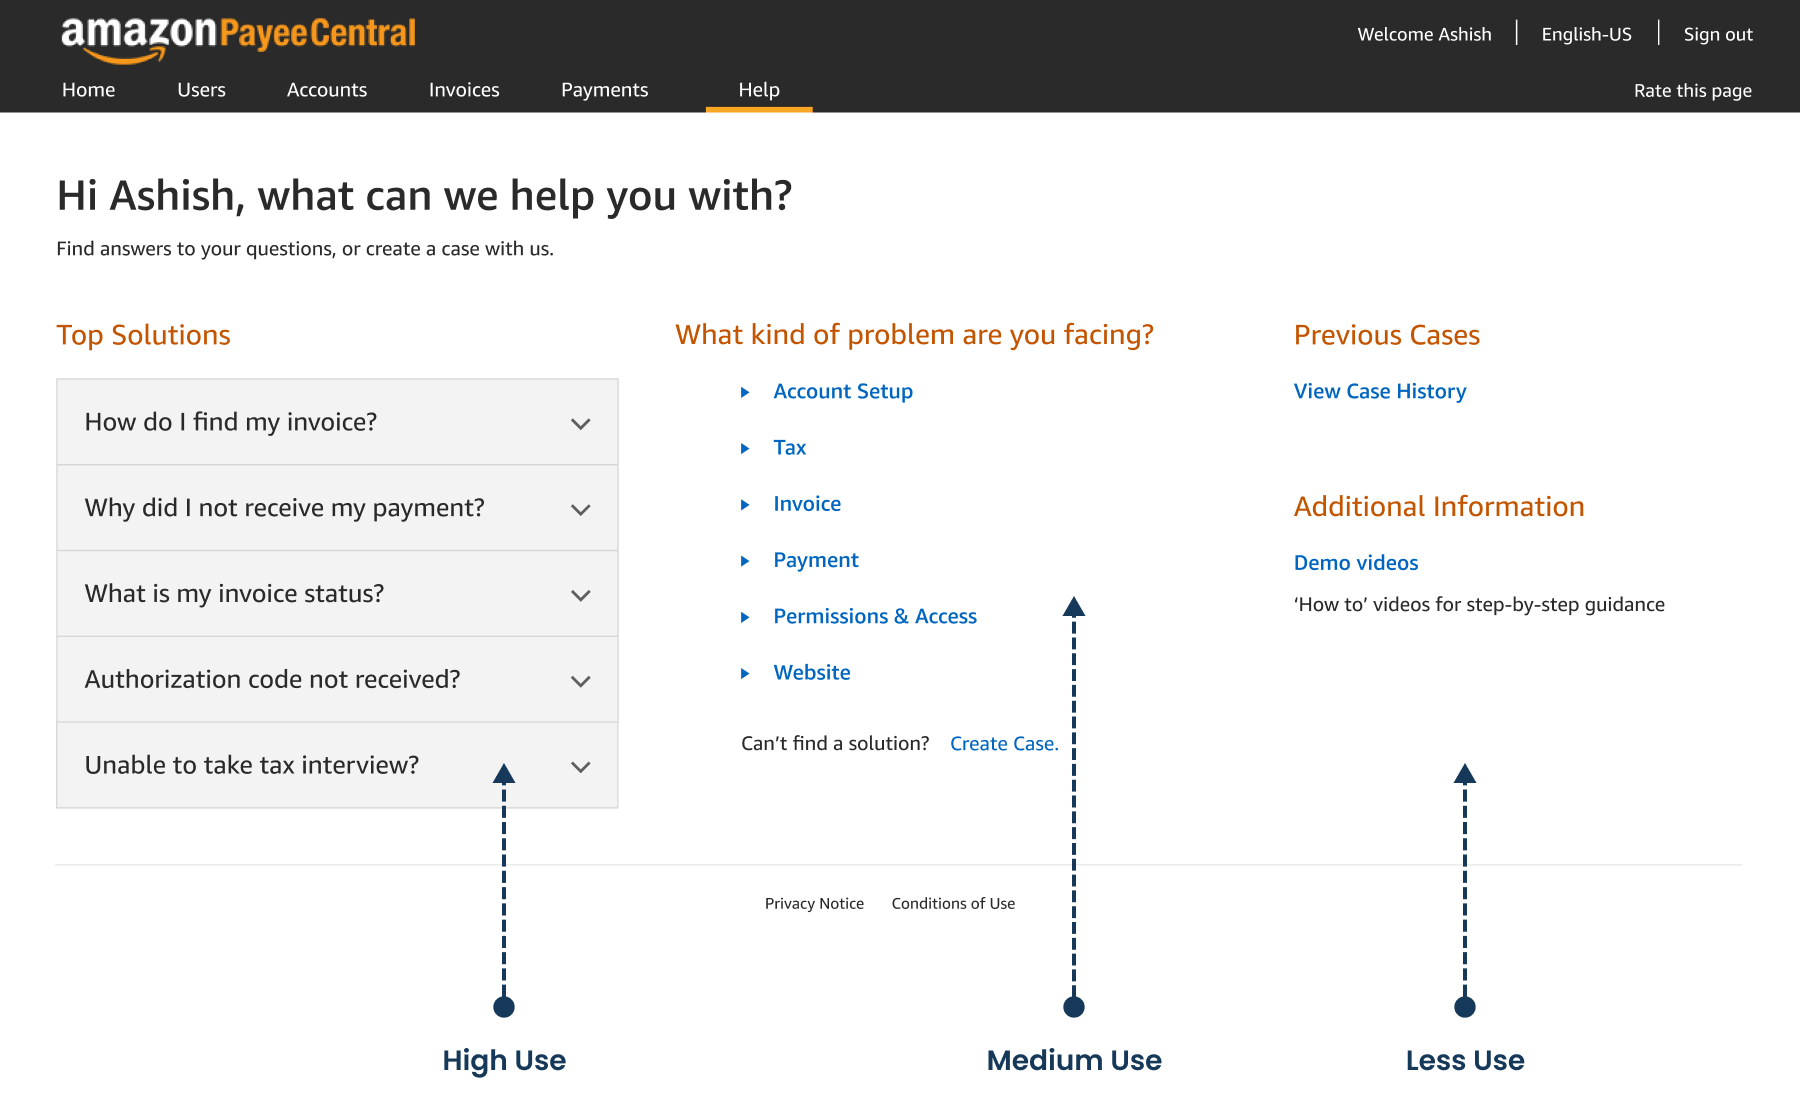 amazonPayeeCentral
Welcome Ashish
English-US
Sign out
Home
Users
Accounts
Invoices
Payments
Help
Rate this page
Hi Ashish, what can we help you with?
Find answers to your questions, or create a case with us.
Top Solutions
How do I find my invoice?
Why did I not receive my payment?
What is my invoice status?
Authorization code not received?
Unable to take tax interview?
What kind of problem are you facing?
Account Setup
Tax
Invoice
Payment
Permissions & Access
Website
Can’t find a solution? Create Case.
Previous Cases
View Case History
Additional Information
Demo videos
‘How to’ videos for step-by-step guidance
Privacy Notice
Conditions of Use
High Use
Medium Use
Less Use